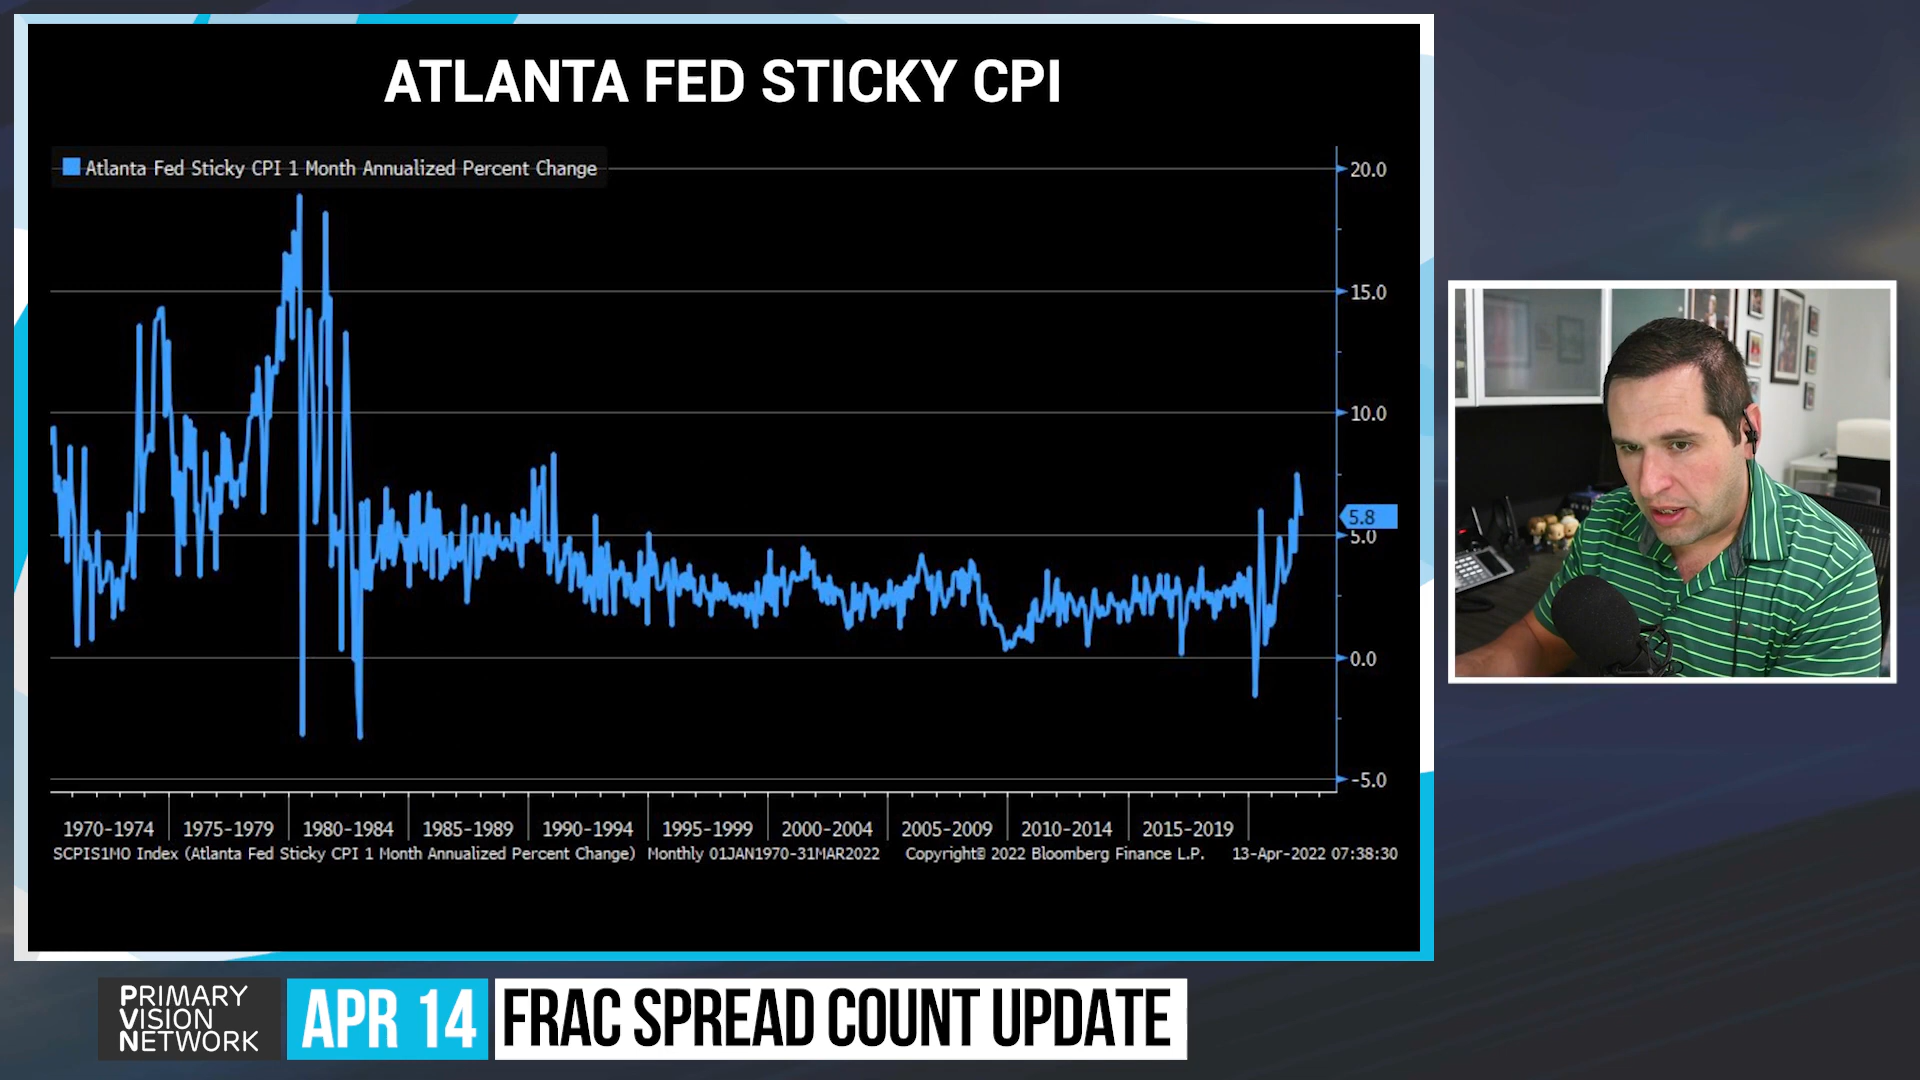 ATLANTA FED STICKY CPI
Atlanta Fed Sticky CPI 1 Month Annualized Percent Change
20.0
15.0
10.0
5.8
5.0
0.0
-5.0
1970-1974 1975-1979 1980-1984 1985-1989 1990-1994 1995-1999 2000-2004 2005-2009 2010-2014 2015-2019
SCPIS1MO Index (Atlanta Fed Sticky CPI 1 Month Annualized Percent Change) Monthly 01JAN1970-31MAR2022 Copyright© 2022 Bloomberg Finance L.P. 13-Apr-2022 07:38:30
PRIMARY
VISION
NETWORK
APR 14
FRAC SPREAD COUNT UPDATE